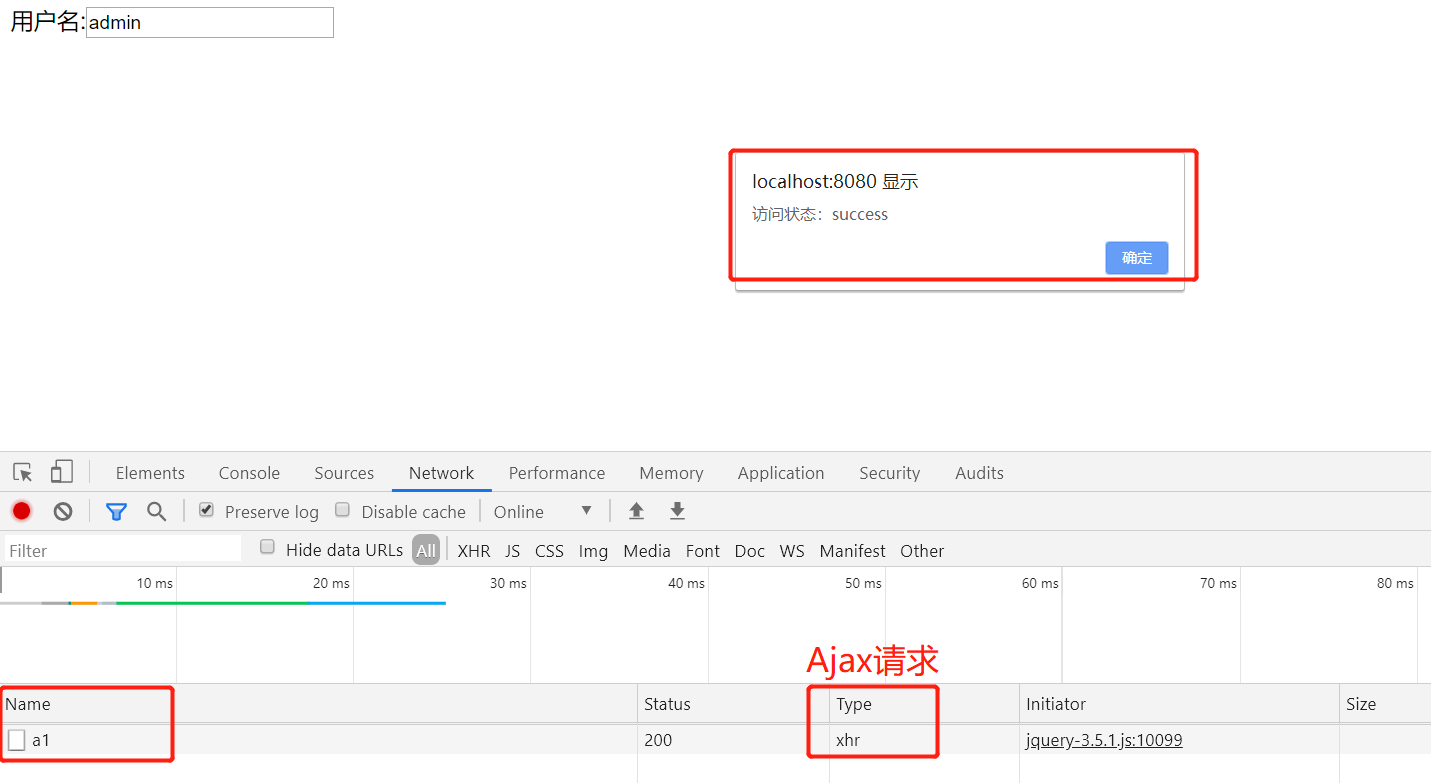 用户名:admin
localhost:8080 显示
访问状态：success
确定
Elements Console Sources Network Performance Memory Application Security Audits
Preserve log Disable cache Online
Filter Hide data URLs All XHR JS CSS Img Media Font Doc WS Manifest Other
10 ms 20 ms 30 ms 40 ms 50 ms 60 ms 70 ms 80 ms
Ajax请求
Name Status Type Initiator Size
a1 200 xhr jquery-3.5.1.js:10099